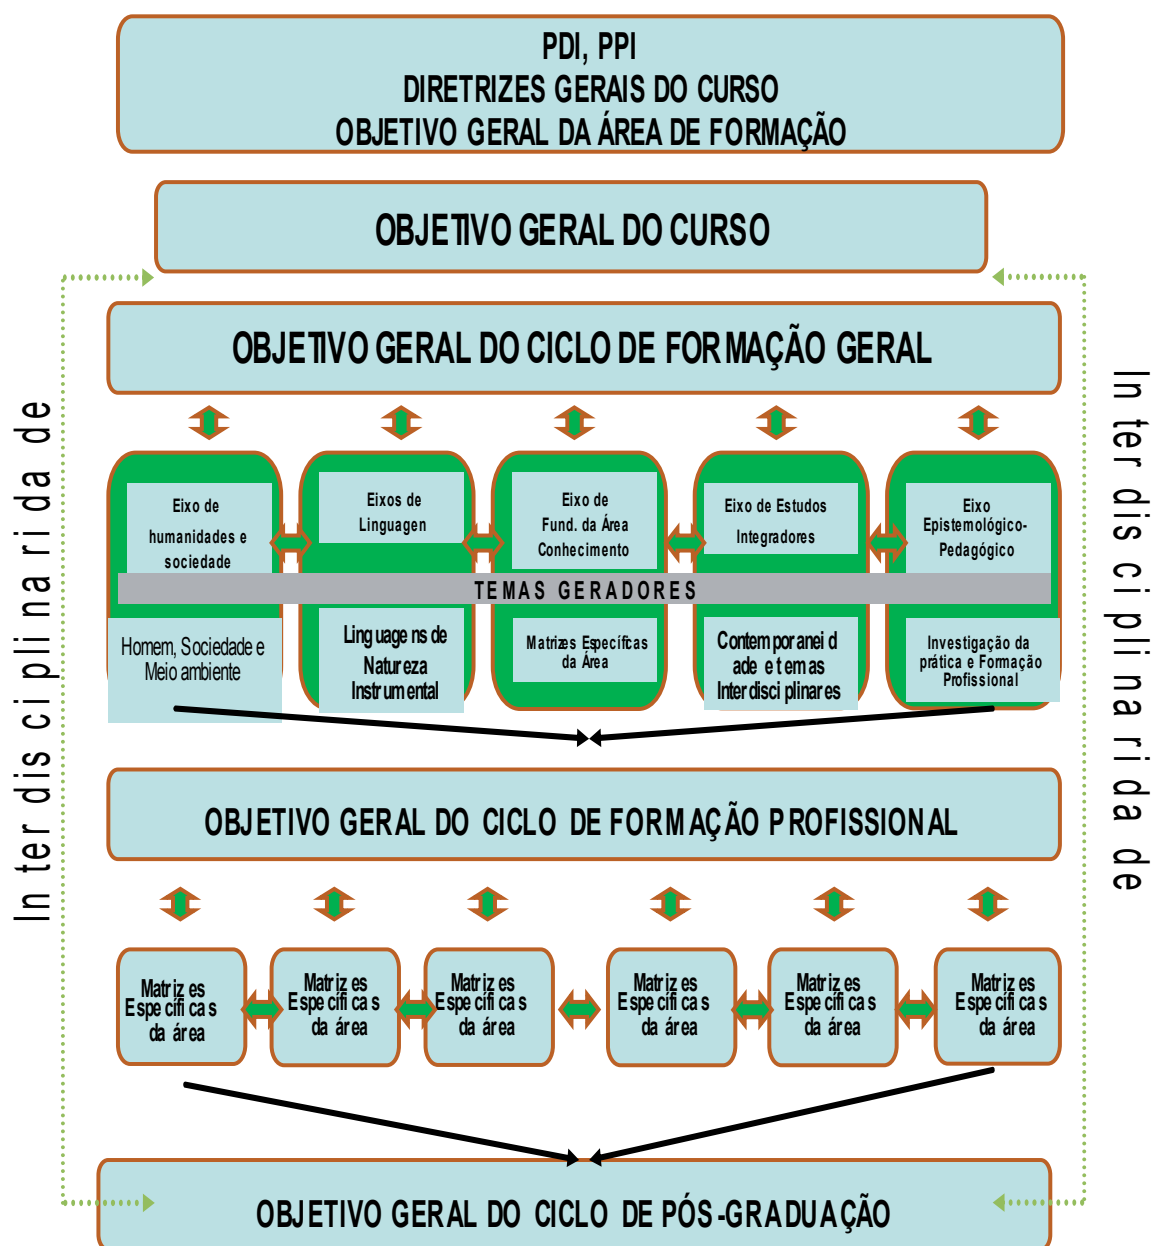 PDI, PPI
DIRETRIZES GERAIS DO CURSO
OBJETIVO GERAL DA ÁREA DE FORMAÇÃO
OBJETIVO GERAL DO CURSO
OBJETIVO GERAL DO CICLO DE FORMAÇÃO GERAL
Interdisciplinaridade
Interdisciplinaridade
Eixo de
humanidades e
sociedade
Eixos de
Linguagen
Eixo de
Fund. da Área
Conhecimento
Eixo de Estudos
Integradores
Eixo
Epistemológico-
Pedagógico
TEMAS GERADORES
Homem, Sociedade e
Meio ambiente
Linguagens de
Natureza
Instrumental
Matrizes Específicas
da Área
Contemporaneid
ade e temas
Interdisciplinares
Investigação da
prática e Formação
Profissional
OBJETIVO GERAL DO CICLO DE FORMAÇÃO PROFISSIONAL
Matrizes
Específicas
da área
Matrizes
Específicas
da área
Matrizes
Específicas
da área
Matrizes
Específicas
da área
Matrizes
Específicas
da área
Matrizes
Específicas
da área
OBJETIVO GERAL DO CICLO DE PÓS-GRADUAÇÃO